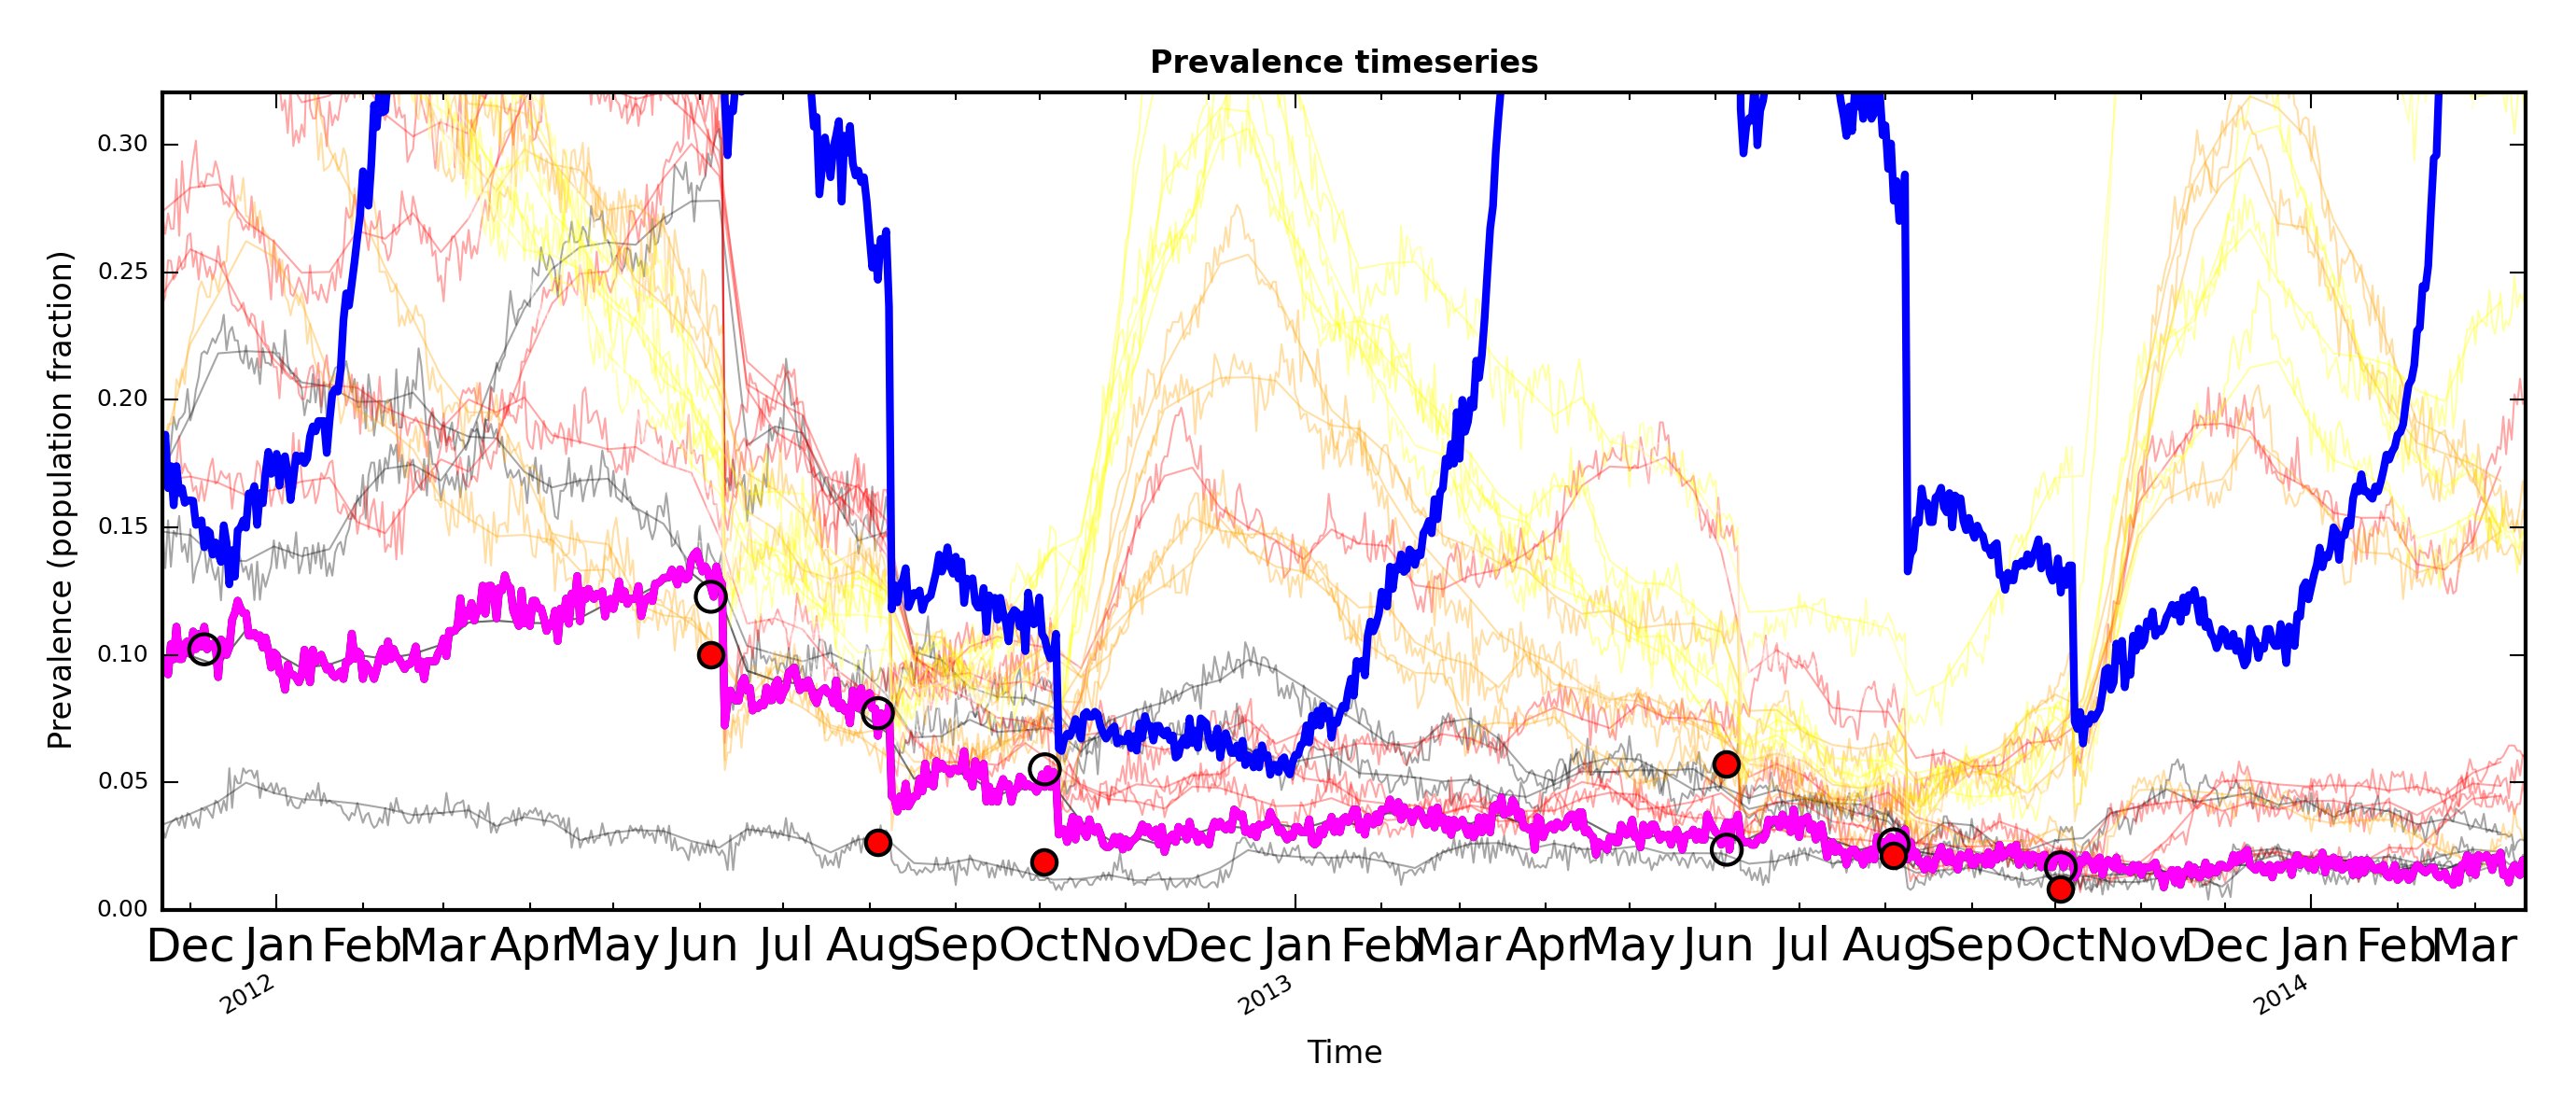 Prevalence timeseries
Prevalence (population fraction)
0.30
0.25
0.20
0.15
0.10
0.05
0.00
Dec Jan Feb Mar Apr May Jun Jul Aug Sep Oct Nov Dec Jan Feb Mar Apr May Jun Jul Aug Sep Oct Nov Dec Jan Feb Mar
2012 2013 2014
Time